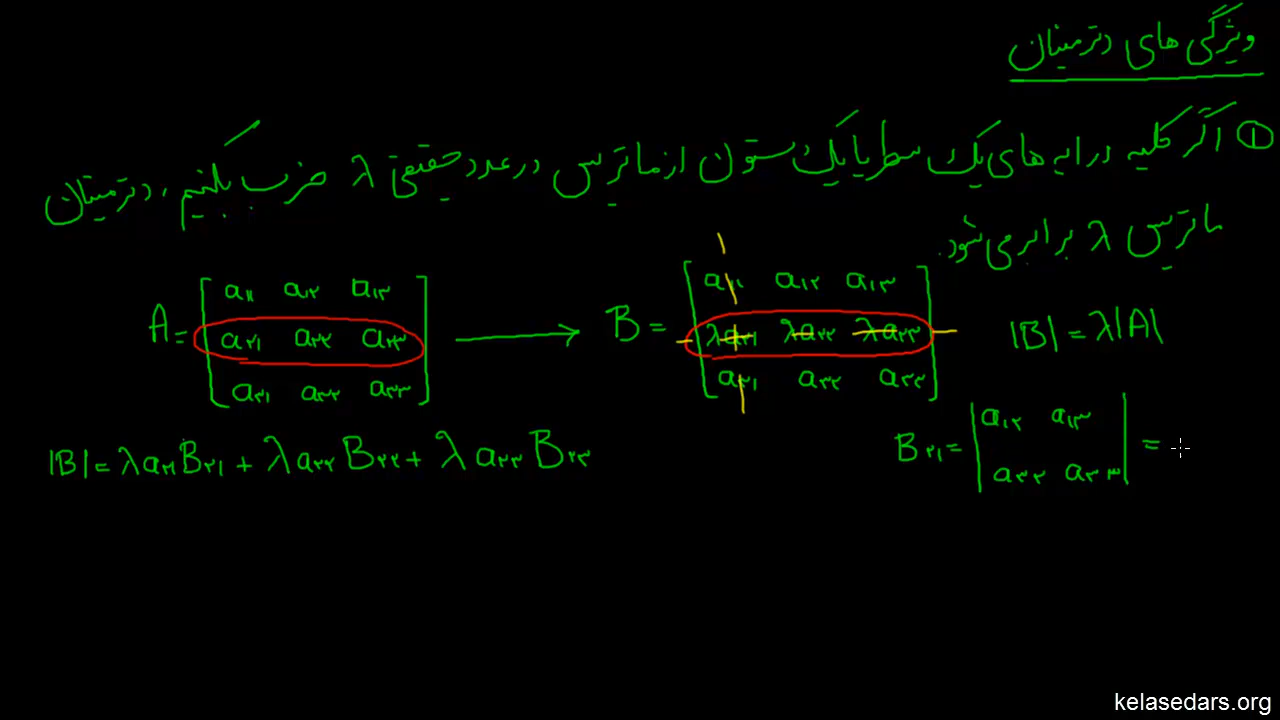 ویژگی های دترمینان
① اگر کلیه درایه های یک سطر یا یک ستون از ماتریس در عدد حقیقی λ ضرب بکنیم، دترمینان
ماتریس λ برابر می شود.
A = [a۱۱ a۱۲ a۱۳
a۲۱ a۲۲ a۲۳
a۳۱ a۳۲ a۳۳]
→ B = [a۱۱ a۱۲ a۱۳
λa۲۱ λa۲۲ λa۲۳
a۳۱ a۳۲ a۳۳]
|B| = λ|A|
|B| = λa۲۱B۲۱ + λa۲۲B۲۲ + λa۲۳B۲۳
B۲۱ = |a۱۲ a۱۳
a۳۲ a۳۳| =
kelasedars.org